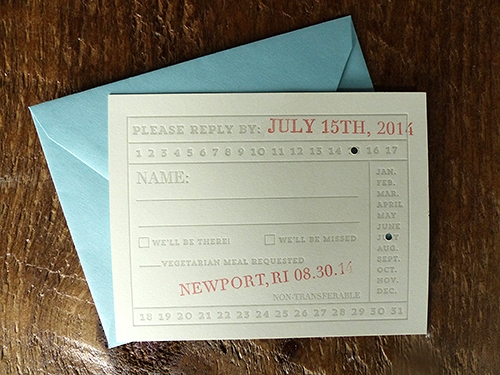 PLEASE REPLY BY: JULY 15TH, 2014
1 2 3 4 5 6 7 8 9 10 11 12 13 14 16 17
NAME:
WE'LL BE THERE! WE'LL BE MISSED
VEGETARIAN MEAL REQUESTED
NEWPORT, RI 08.30.14
NON-TRANSFERABLE
JAN.
FEB.
MAR.
APRIL
MAY
JUNE
JULY
AUG.
SEPT.
OCT.
NOV.
DEC.
18 19 20 21 22 23 24 25 26 27 28 29 30 31